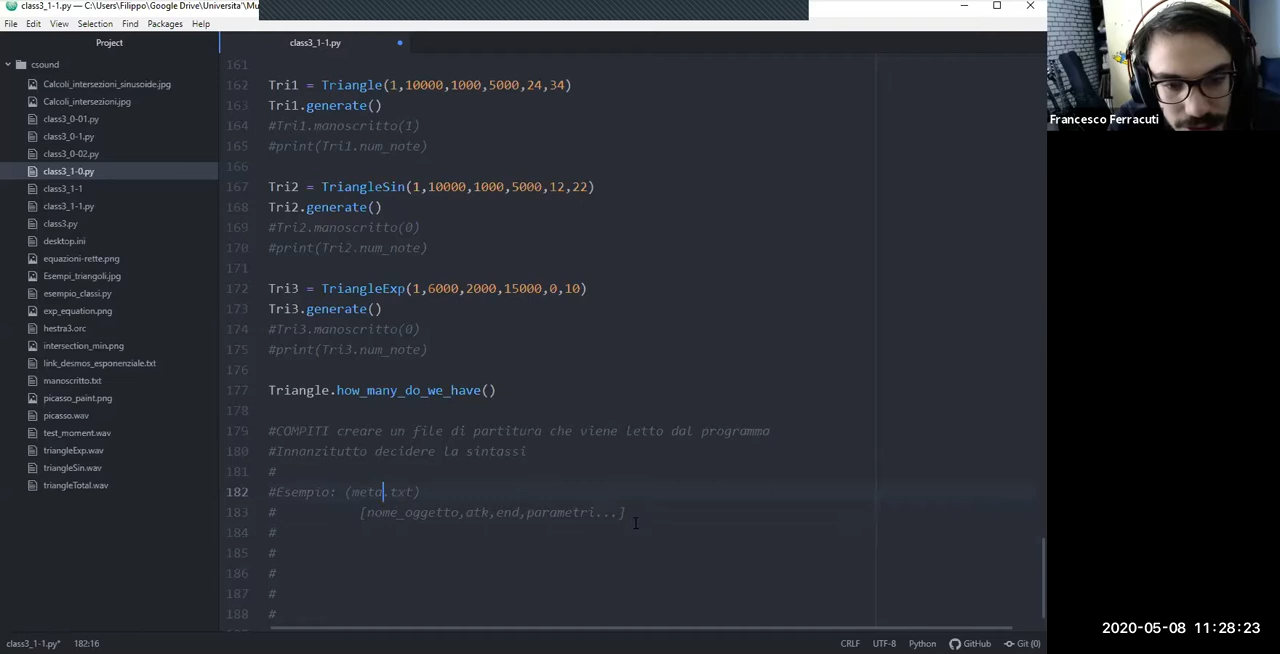 class3_1-1.py — C:\Users\Filippo\Google Drive\Universita'\Mu
File Edit View Selection Find Packages Help
Project
class3_1-1.py
csound
Calcoli_intersezioni_sinusoide.jpg
Calcoli_intersezioni.jpg
class3_0-01.py
class3_0-1.py
class3_0-02.py
class3_1-0.py
class3_1-1
class3_1-1.py
class3.py
desktop.ini
equazioni-rette.png
Esempi_triangoli.jpg
esempio_classi.py
exp_equation.png
hestra3.orc
intersection_min.png
link_desmos_esponenziale.txt
manoscritto.txt
picasso_paint.png
picasso.wav
test_moment.wav
triangleExp.wav
triangleSin.wav
triangleTotal.wav
161
162 Tri1 = Triangle(1,10000,1000,5000,24,34)
163 Tri1.generate()
164 #Tri1.manoscritto(1)
165 #print(Tri1.num_note)
166
167 Tri2 = TriangleSin(1,10000,1000,5000,12,22)
168 Tri2.generate()
169 #Tri2.manoscritto(0)
170 #print(Tri2.num_note)
171
172 Tri3 = TriangleExp(1,6000,2000,15000,0,10)
173 Tri3.generate()
174 #Tri3.manoscritto(0)
175 #print(Tri3.num_note)
176
177 Triangle.how_many_do_we_have()
178
179 #COMPITI creare un file di partitura che viene letto dal programma
180 #Innanzitutto decidere la sintassi
181 #
182 #Esempio: (meta.txt)
183 # [nome_oggetto,atk,end,parametri...]
184 #
185 #
186 #
187 #
188 #
class3_1-1.py* 182:16 CRLF UTF-8 Python GitHub Git (0)
Francesco Ferracuti
2020-05-08 11:28:23